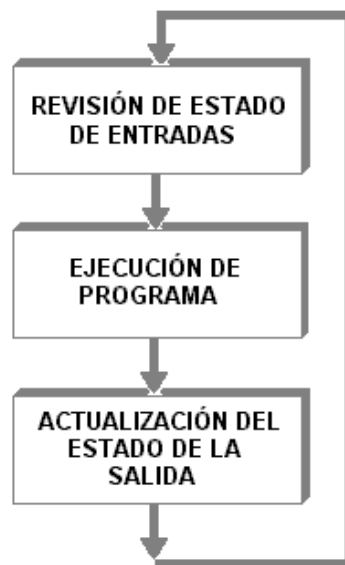 REVISIÓN DE ESTADO
DE ENTRADAS
EJECUCIÓN DE
PROGRAMA
ACTUALIZACIÓN DEL
ESTADO DE LA
SALIDA